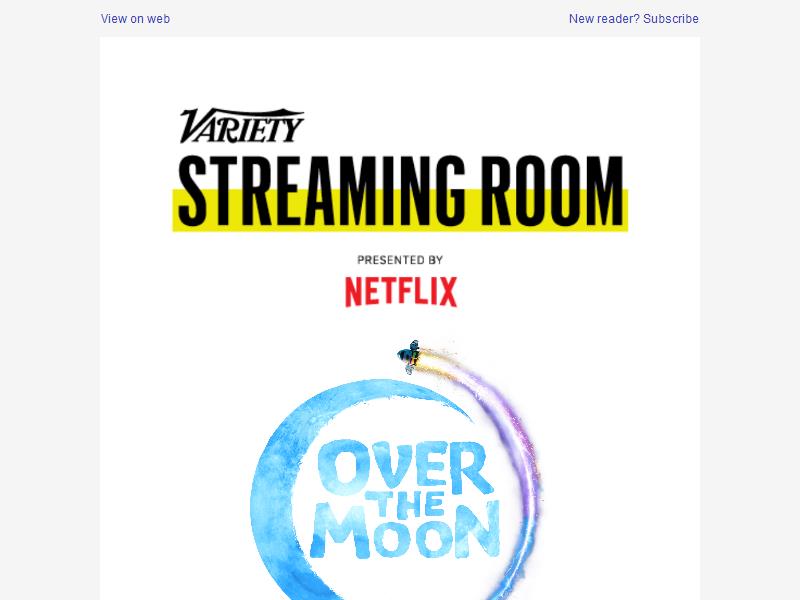 View on web
New reader? Subscribe
VARIETY
STREAMING ROOM
PRESENTED BY
NETFLIX
OVER
THE
MOON